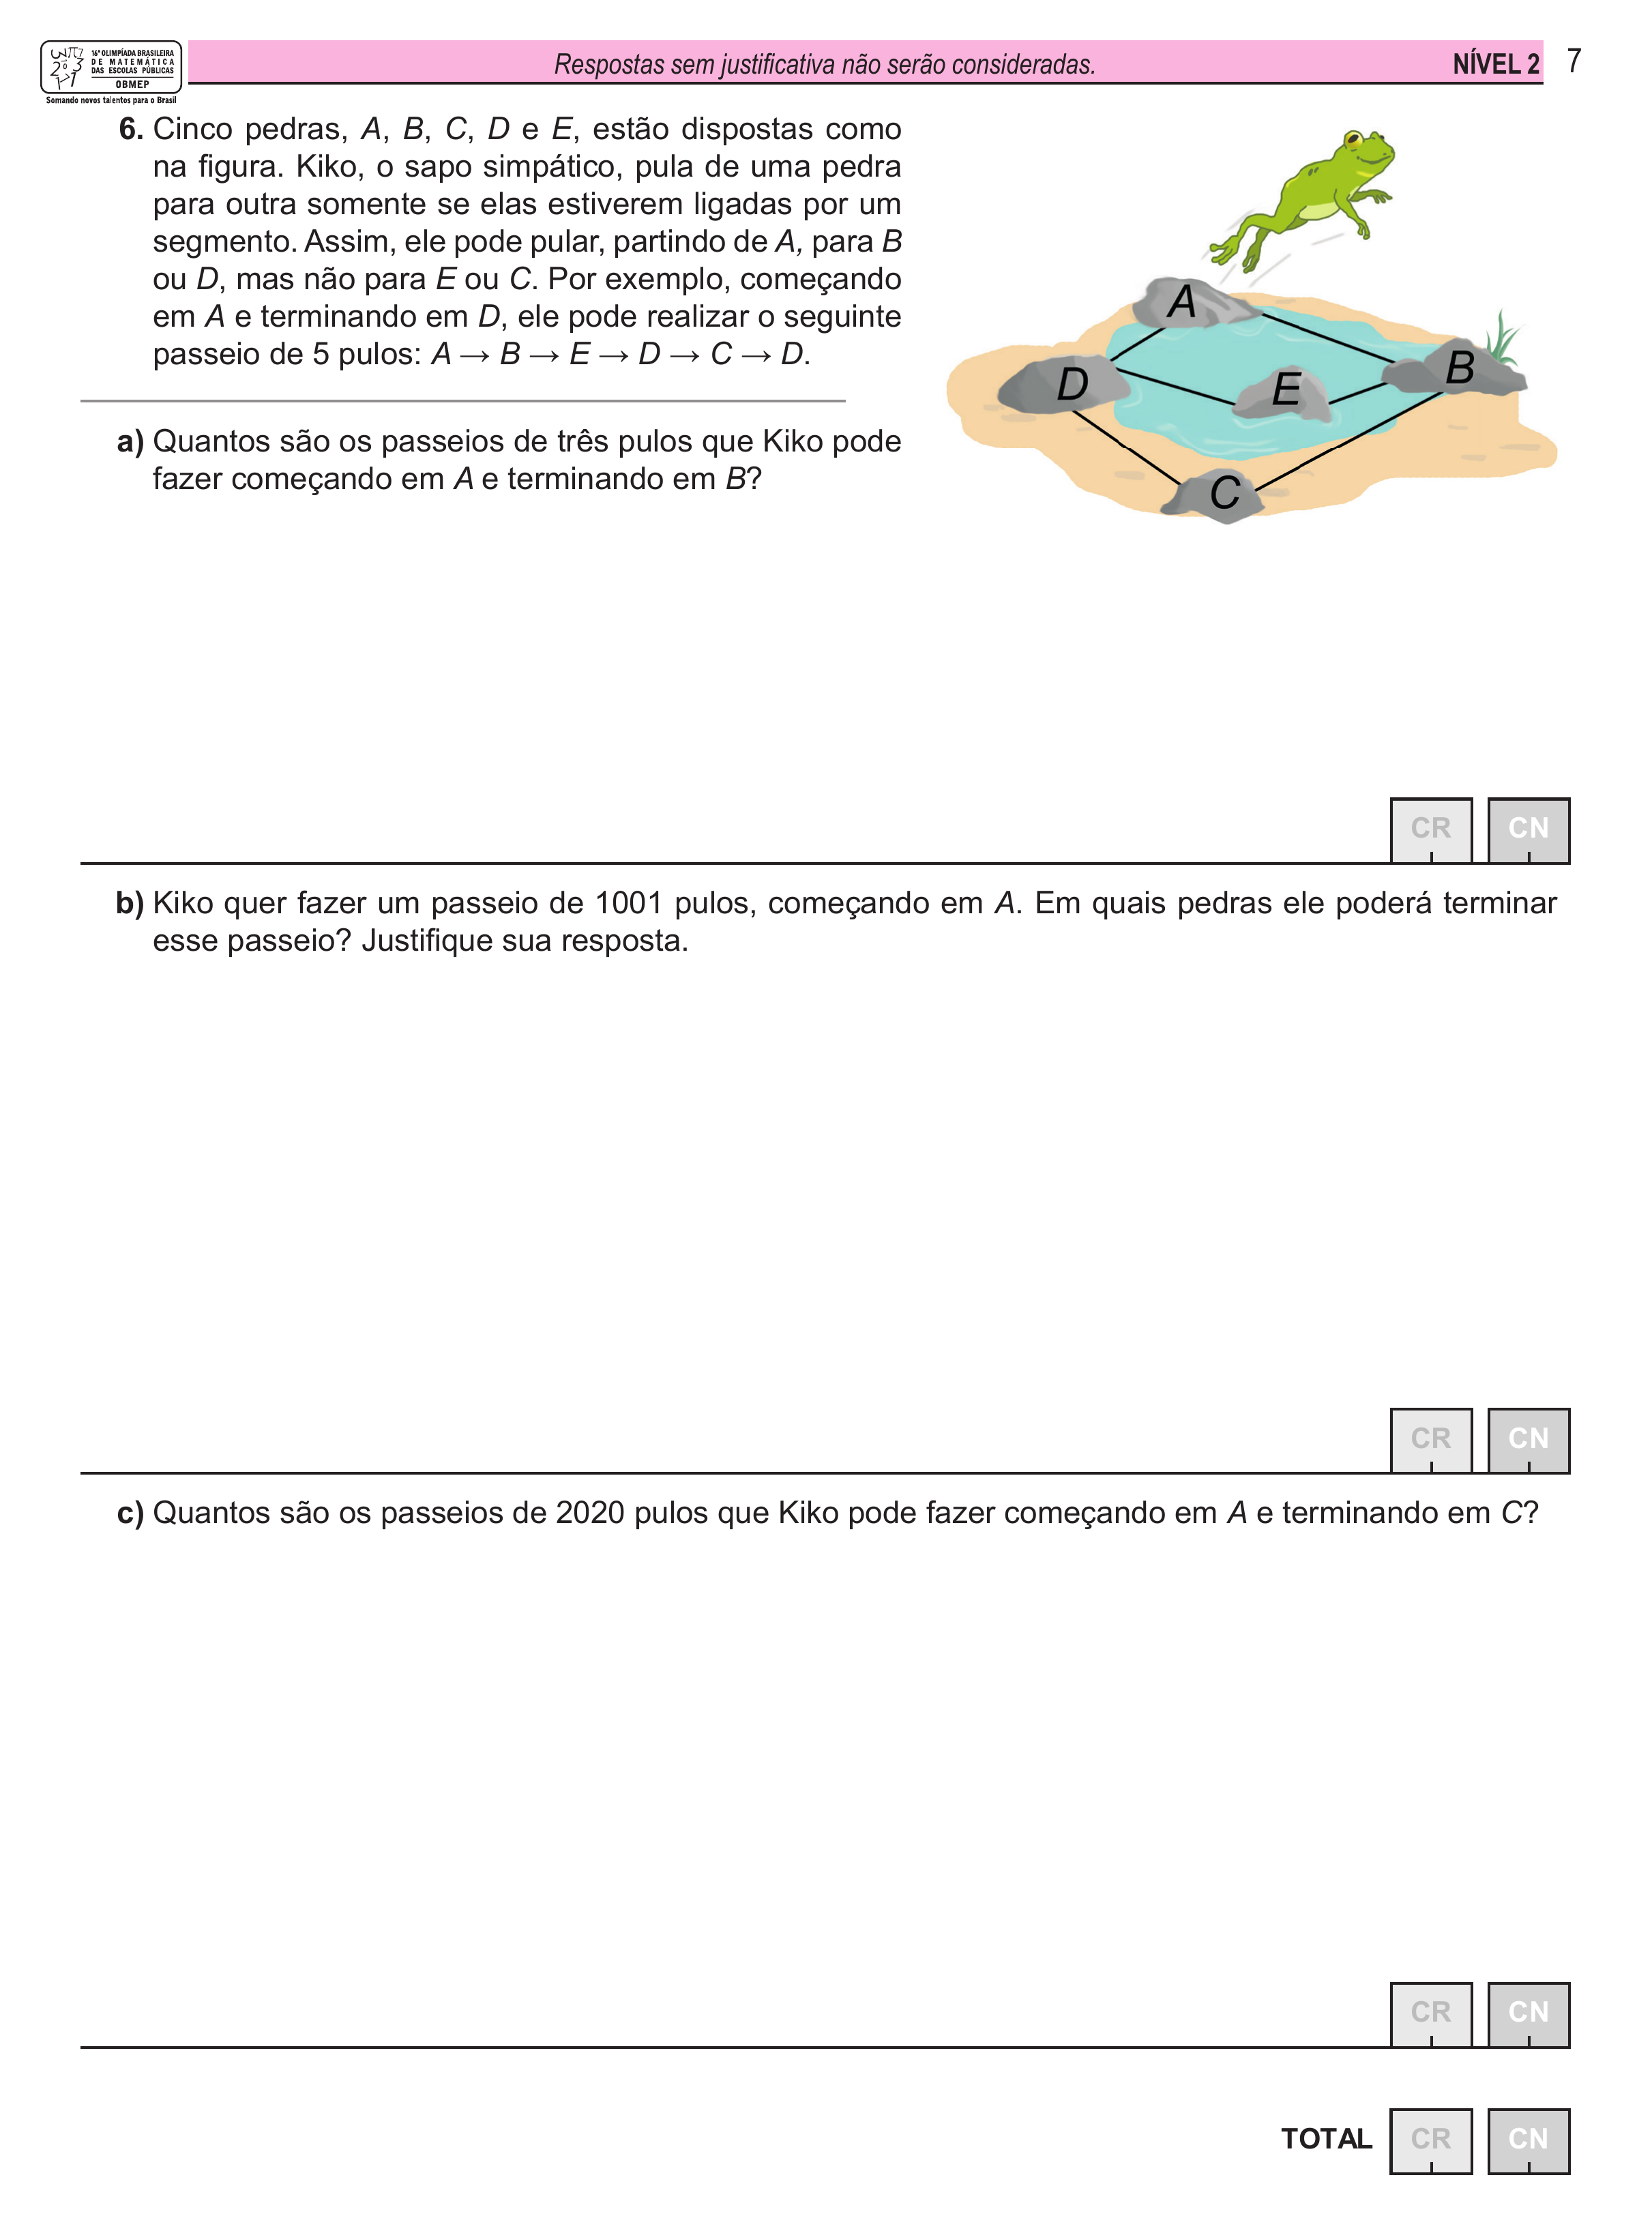 16ª OLIMPÍADA BRASILEIRA
DE MATEMÁTICA
DAS ESCOLAS PÚBLICAS
OBMEP
Somando novos talentos para o Brasil
Respostas sem justificativa não serão consideradas.
NÍVEL 2
7
6. Cinco pedras, A, B, C, D e E, estão dispostas como
na figura. Kiko, o sapo simpático, pula de uma pedra
para outra somente se elas estiverem ligadas por um
segmento. Assim, ele pode pular, partindo de A, para B
ou D, mas não para E ou C. Por exemplo, começando
em A e terminando em D, ele pode realizar o seguinte
passeio de 5 pulos: A → B → E → D → C → D.
A
B
D
E
C
a) Quantos são os passeios de três pulos que Kiko pode
fazer começando em A e terminando em B?
CR CN
b) Kiko quer fazer um passeio de 1001 pulos, começando em A. Em quais pedras ele poderá terminar
esse passeio? Justifique sua resposta.
CR CN
c) Quantos são os passeios de 2020 pulos que Kiko pode fazer começando em A e terminando em C?
CR CN
TOTAL CR CN